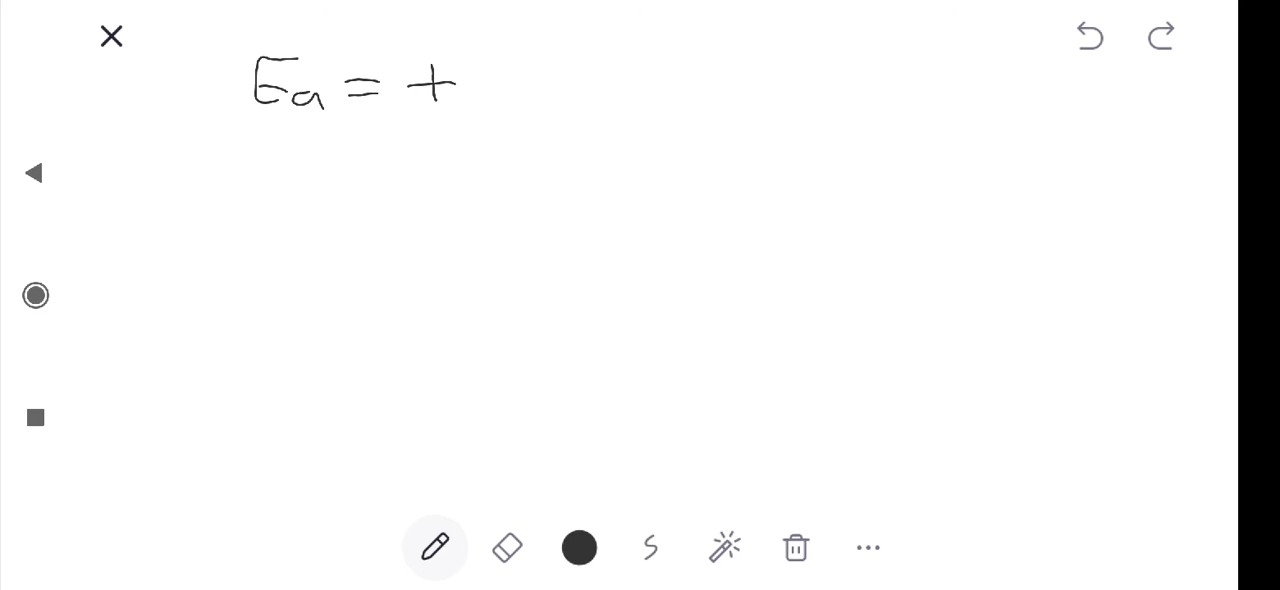 Ea = +